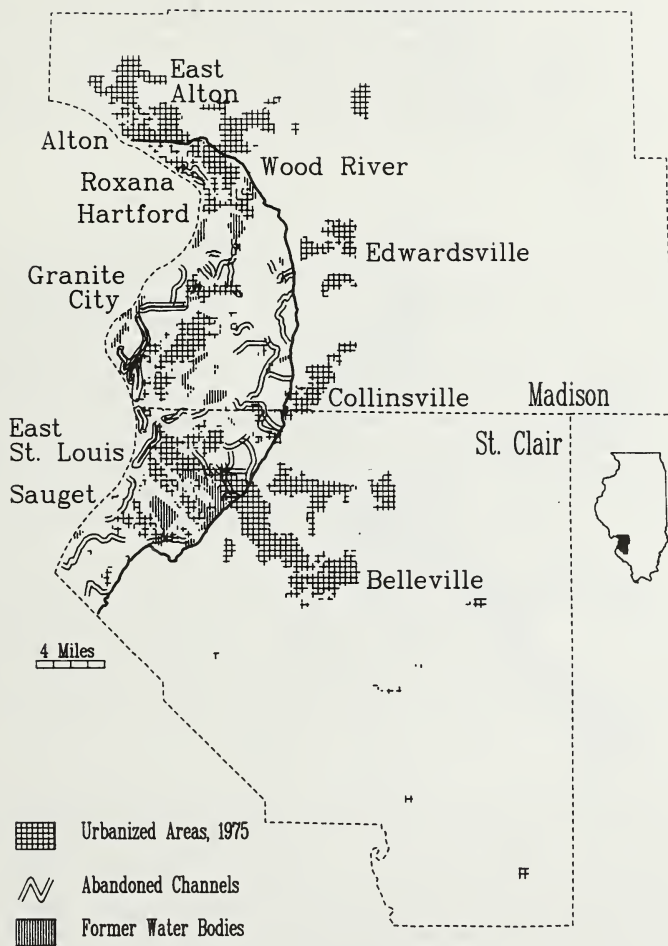 East
Alton
Alton
Wood River
Roxana
Hartford
Edwardsville
Granite
City
Collinsville
Madison
East
St. Louis
St. Clair
Sauget
Belleville
4 Miles
Urbanized Areas, 1975
Abandoned Channels
Former Water Bodies